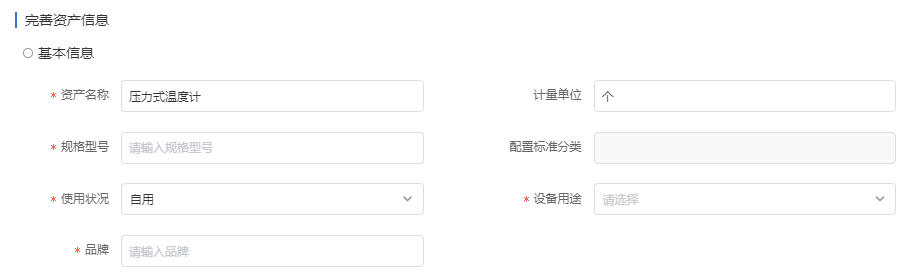 完善资产信息
基本信息
* 资产名称 压力式温度计 计量单位 个
* 规格型号 请输入规格型号 配置标准分类
* 使用状况 自用 * 设备用途 请选择
* 品牌 请输入品牌